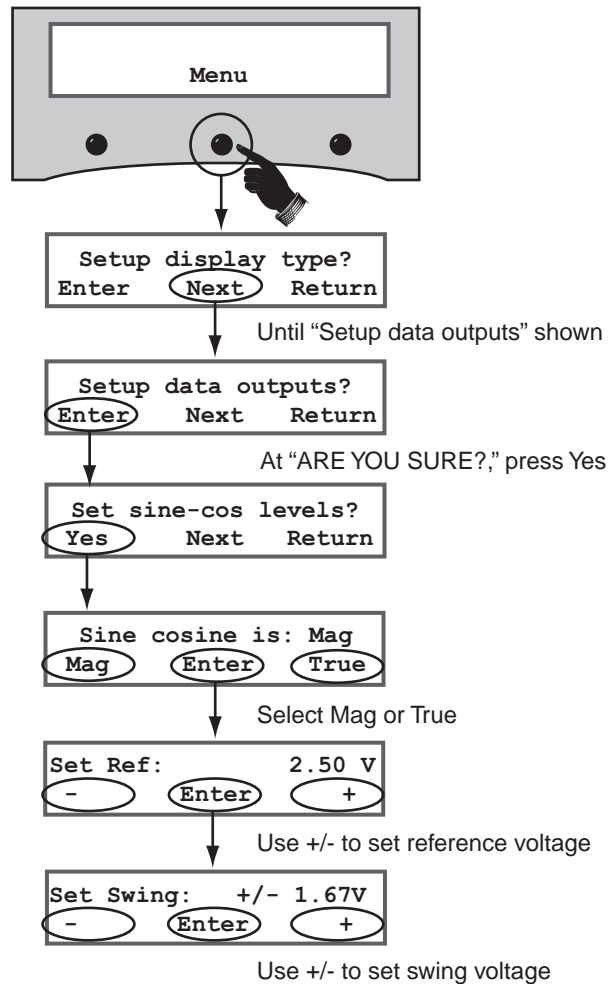 Menu
Setup display type?
Enter Next Return
Until “Setup data outputs” shown
Setup data outputs?
Enter Next Return
At “ARE YOU SURE?,” press Yes
Set sine-cos levels?
Yes Next Return
Sine cosine is: Mag
Mag Enter True
Select Mag or True
Set Ref: 2.50 V
- Enter +
Use +/- to set reference voltage
Set Swing: +/- 1.67V
- Enter +
Use +/- to set swing voltage